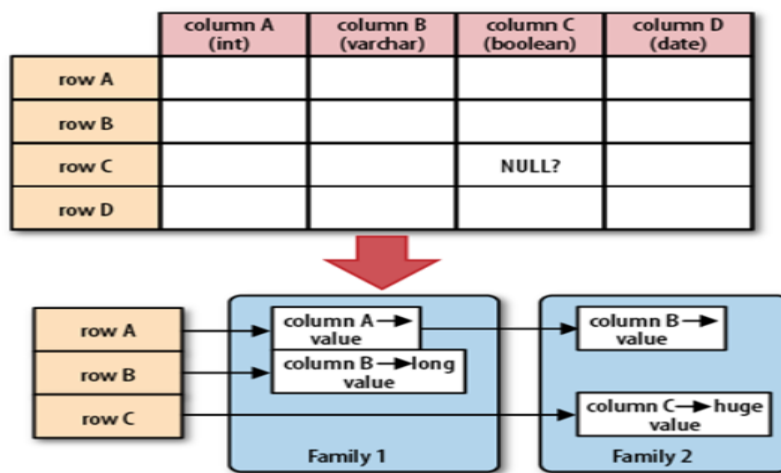 column A column B column C column D
(int) (varchar) (boolean) (date)
row A
row B
row C NULL?
row D
row A column A value column B value
row B column B long value
row C column C huge value
Family 1 Family 2